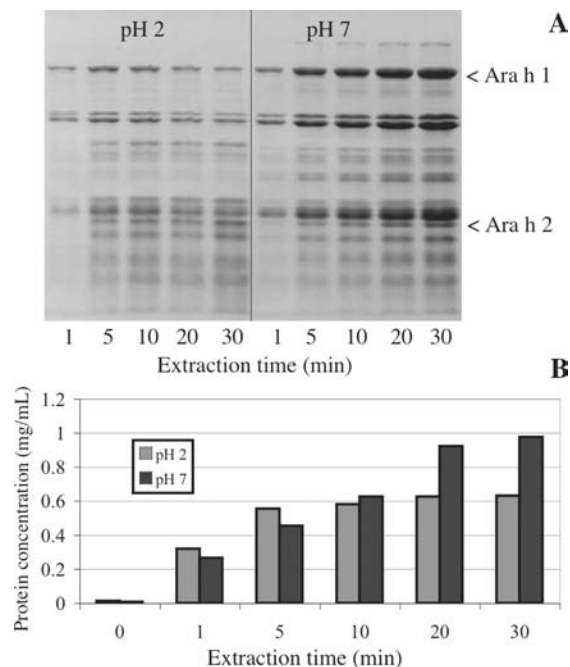 pH 2 pH 7 A
< Ara h 1
< Ara h 2
1 5 10 20 30 1 5 10 20 30
Extraction time (min)
B
Protein concentration (mg/mL)
1.2
1
0.8
0.6
0.4
0.2
0
pH 2
pH 7
0 1 5 10 20 30
Extraction time (min)